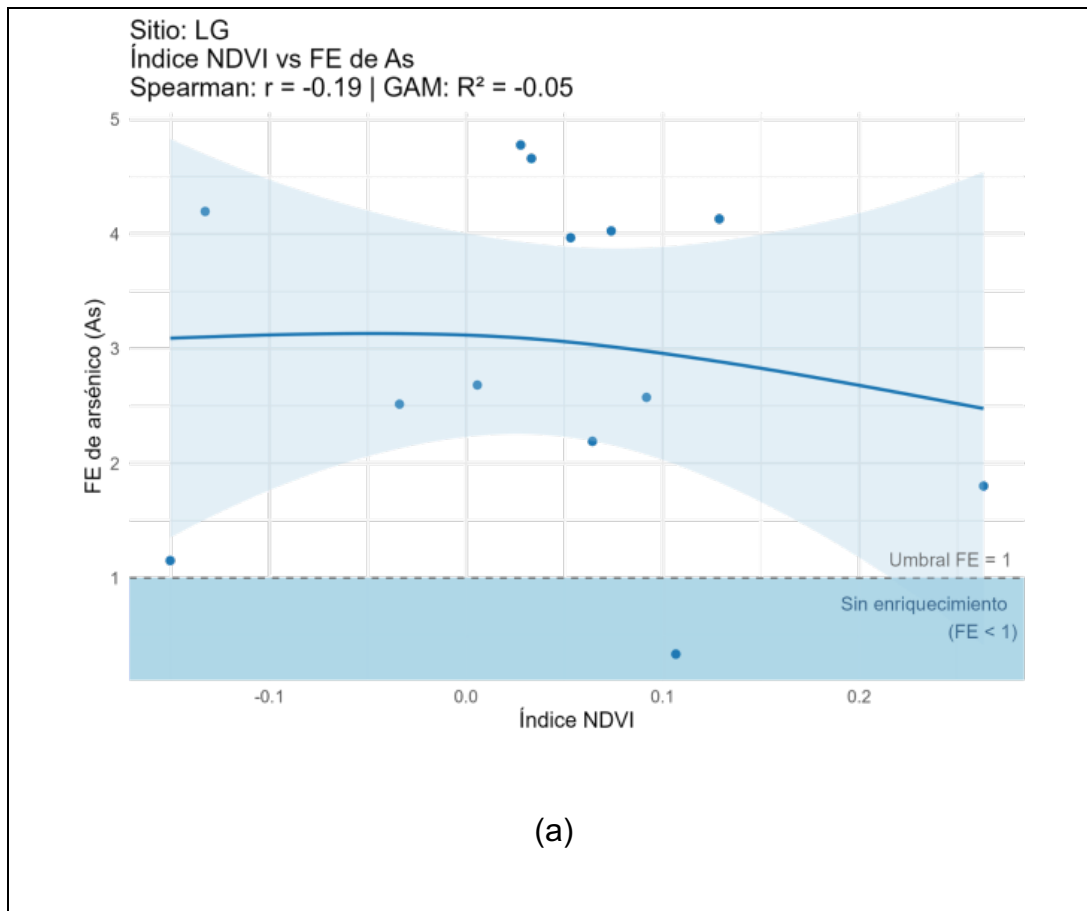 Sitio: LG
Índice NDVI vs FE de As
Spearman: r = -0.19 | GAM: R² = -0.05
5
4
3
2
1
FE de arsénico (As)
Umbral FE = 1
Sin enriquecimiento
(FE < 1)
-0.1
0.0
0.1
0.2
Índice NDVI
(a)